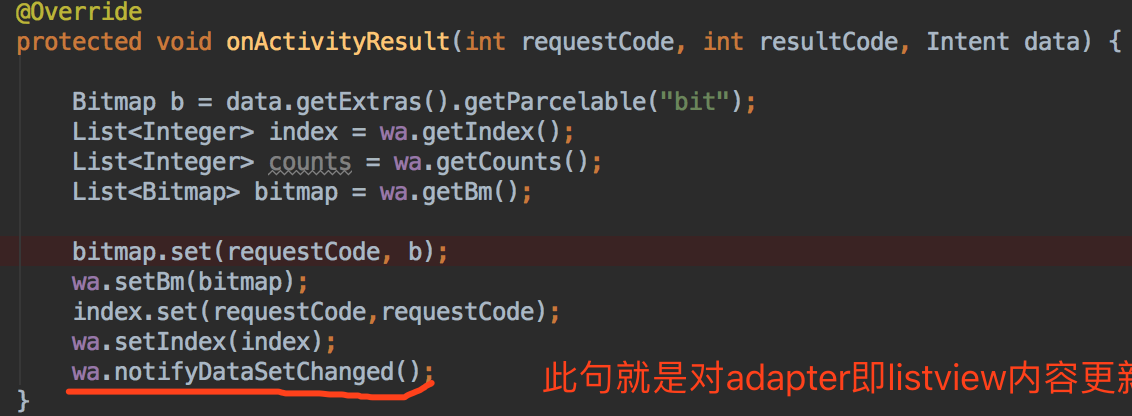 @Override
protected void onActivityResult(int requestCode, int resultCode, Intent data) {
Bitmap b = data.getExtras().getParcelable("bit");
List<Integer> index = wa.getIndex();
List<Integer> counts = wa.getCounts();
List<Bitmap> bitmap = wa.getBm();
bitmap.set(requestCode, b);
wa.setBm(bitmap);
index.set(requestCode,requestCode);
wa.setIndex(index);
wa.notifyDataSetChanged();
此句就是对adapter即listview内容更新
}